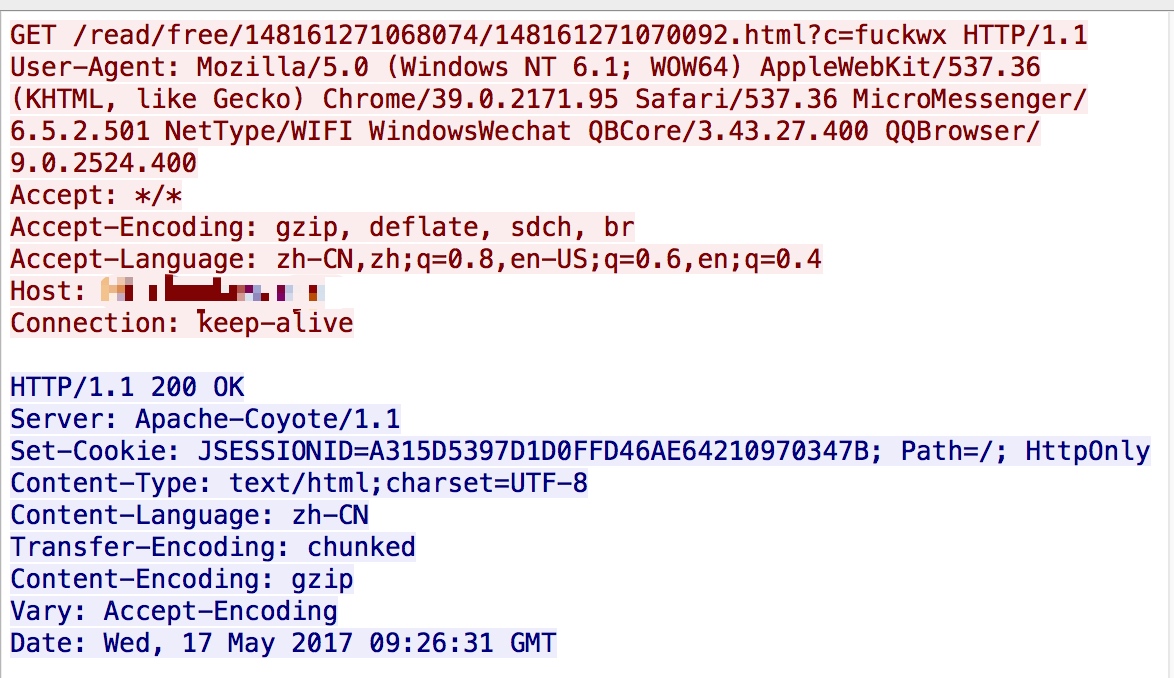 GET /read/free/148161271068074/148161271070092.html?c=fuckwx HTTP/1.1
User-Agent: Mozilla/5.0 (Windows NT 6.1; WOW64) AppleWebKit/537.36
(KHTML, like Gecko) Chrome/39.0.2171.95 Safari/537.36 MicroMessenger/
6.5.2.501 NetType/WIFI WindowsWechat QBCore/3.43.27.400 QQBrowser/
9.0.2524.400
Accept: */*
Accept-Encoding: gzip, deflate, sdch, br
Accept-Language: zh-CN,zh;q=0.8,en-US;q=0.6,en;q=0.4
Host:
Connection: keep-alive
HTTP/1.1 200 OK
Server: Apache-Coyote/1.1
Set-Cookie: JSESSIONID=A315D5397D1D0FFD46AE64210970347B; Path=/; HttpOnly
Content-Type: text/html;charset=UTF-8
Content-Language: zh-CN
Transfer-Encoding: chunked
Content-Encoding: gzip
Vary: Accept-Encoding
Date: Wed, 17 May 2017 09:26:31 GMT